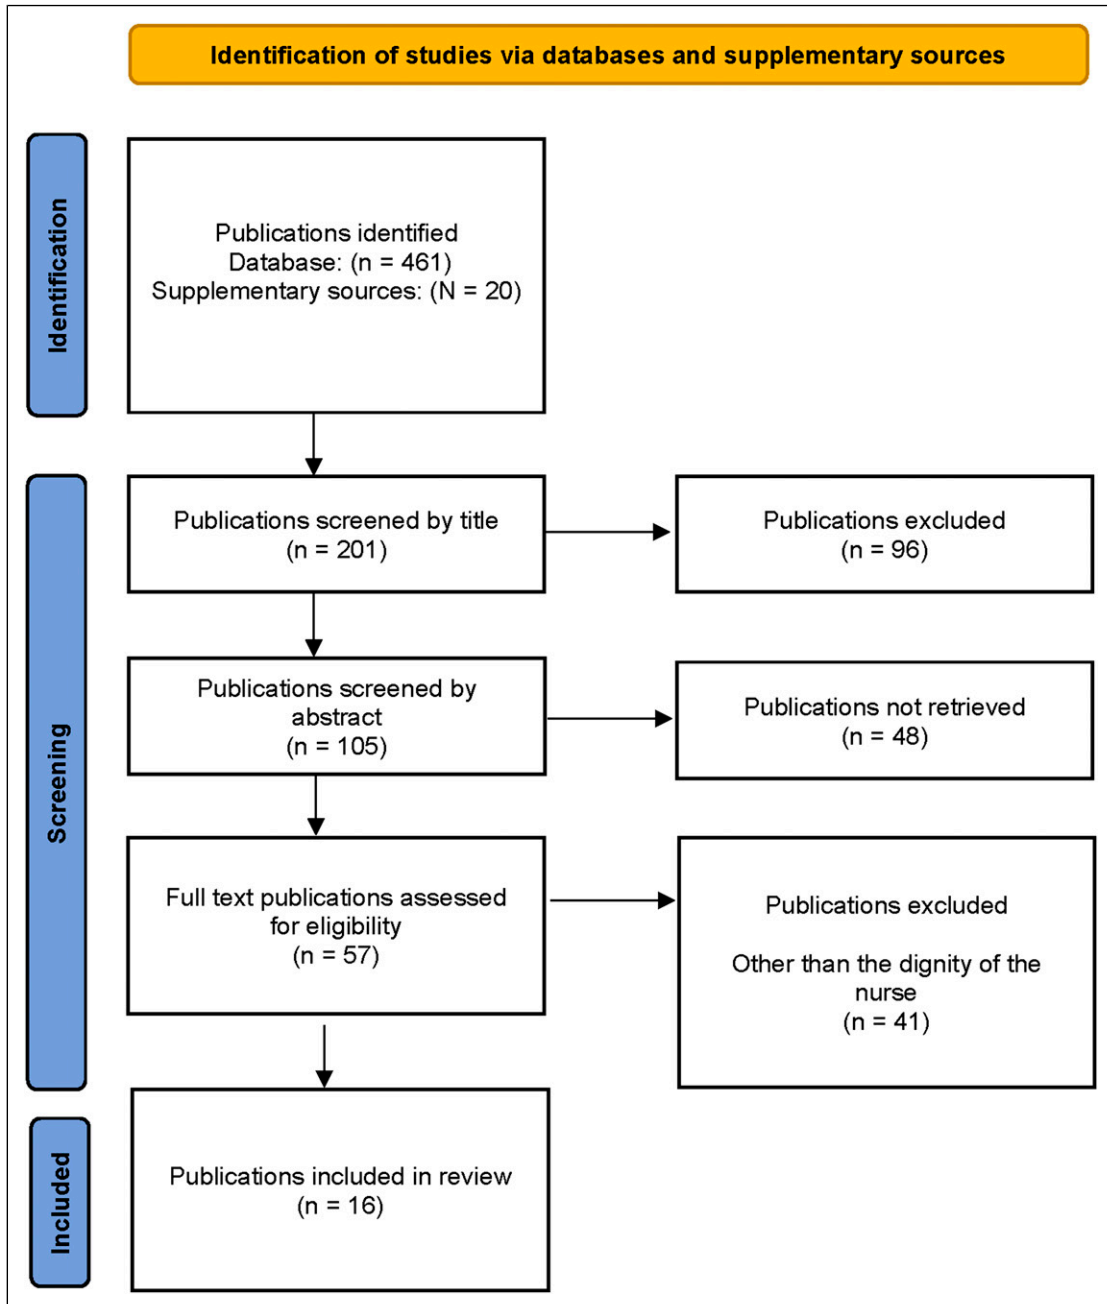 Identification of studies via databases and supplementary sources
Identification
Publications identified
Database: (n = 461)
Supplementary sources: (N = 20)
Screening
Publications screened by title
(n = 201)
Publications excluded
(n = 96)
Publications screened by
abstract
(n = 105)
Publications not retrieved
(n = 48)
Full text publications assessed
for eligibility
(n = 57)
Publications excluded
Other than the dignity of the
nurse
(n = 41)
Included
Publications included in review
(n = 16)